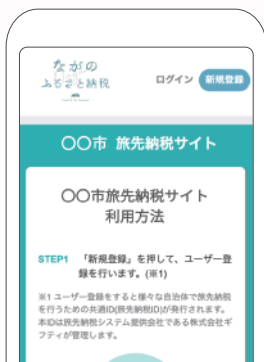 ながの
ふるさと納税
ログイン
新規登録
〇〇市 旅先納税サイト
〇〇市旅先納税サイト
利用方法
STEP1 「新規登録」を押して、ユーザー登
録を行います。(※1)
※1 ユーザー登録をすると様々な自治体で旅先納税
を行うための共通ID(旅先納税ID)が発行されます。
本IDは旅先納税システム提供会社である株式会社ギ
フティが管理します。